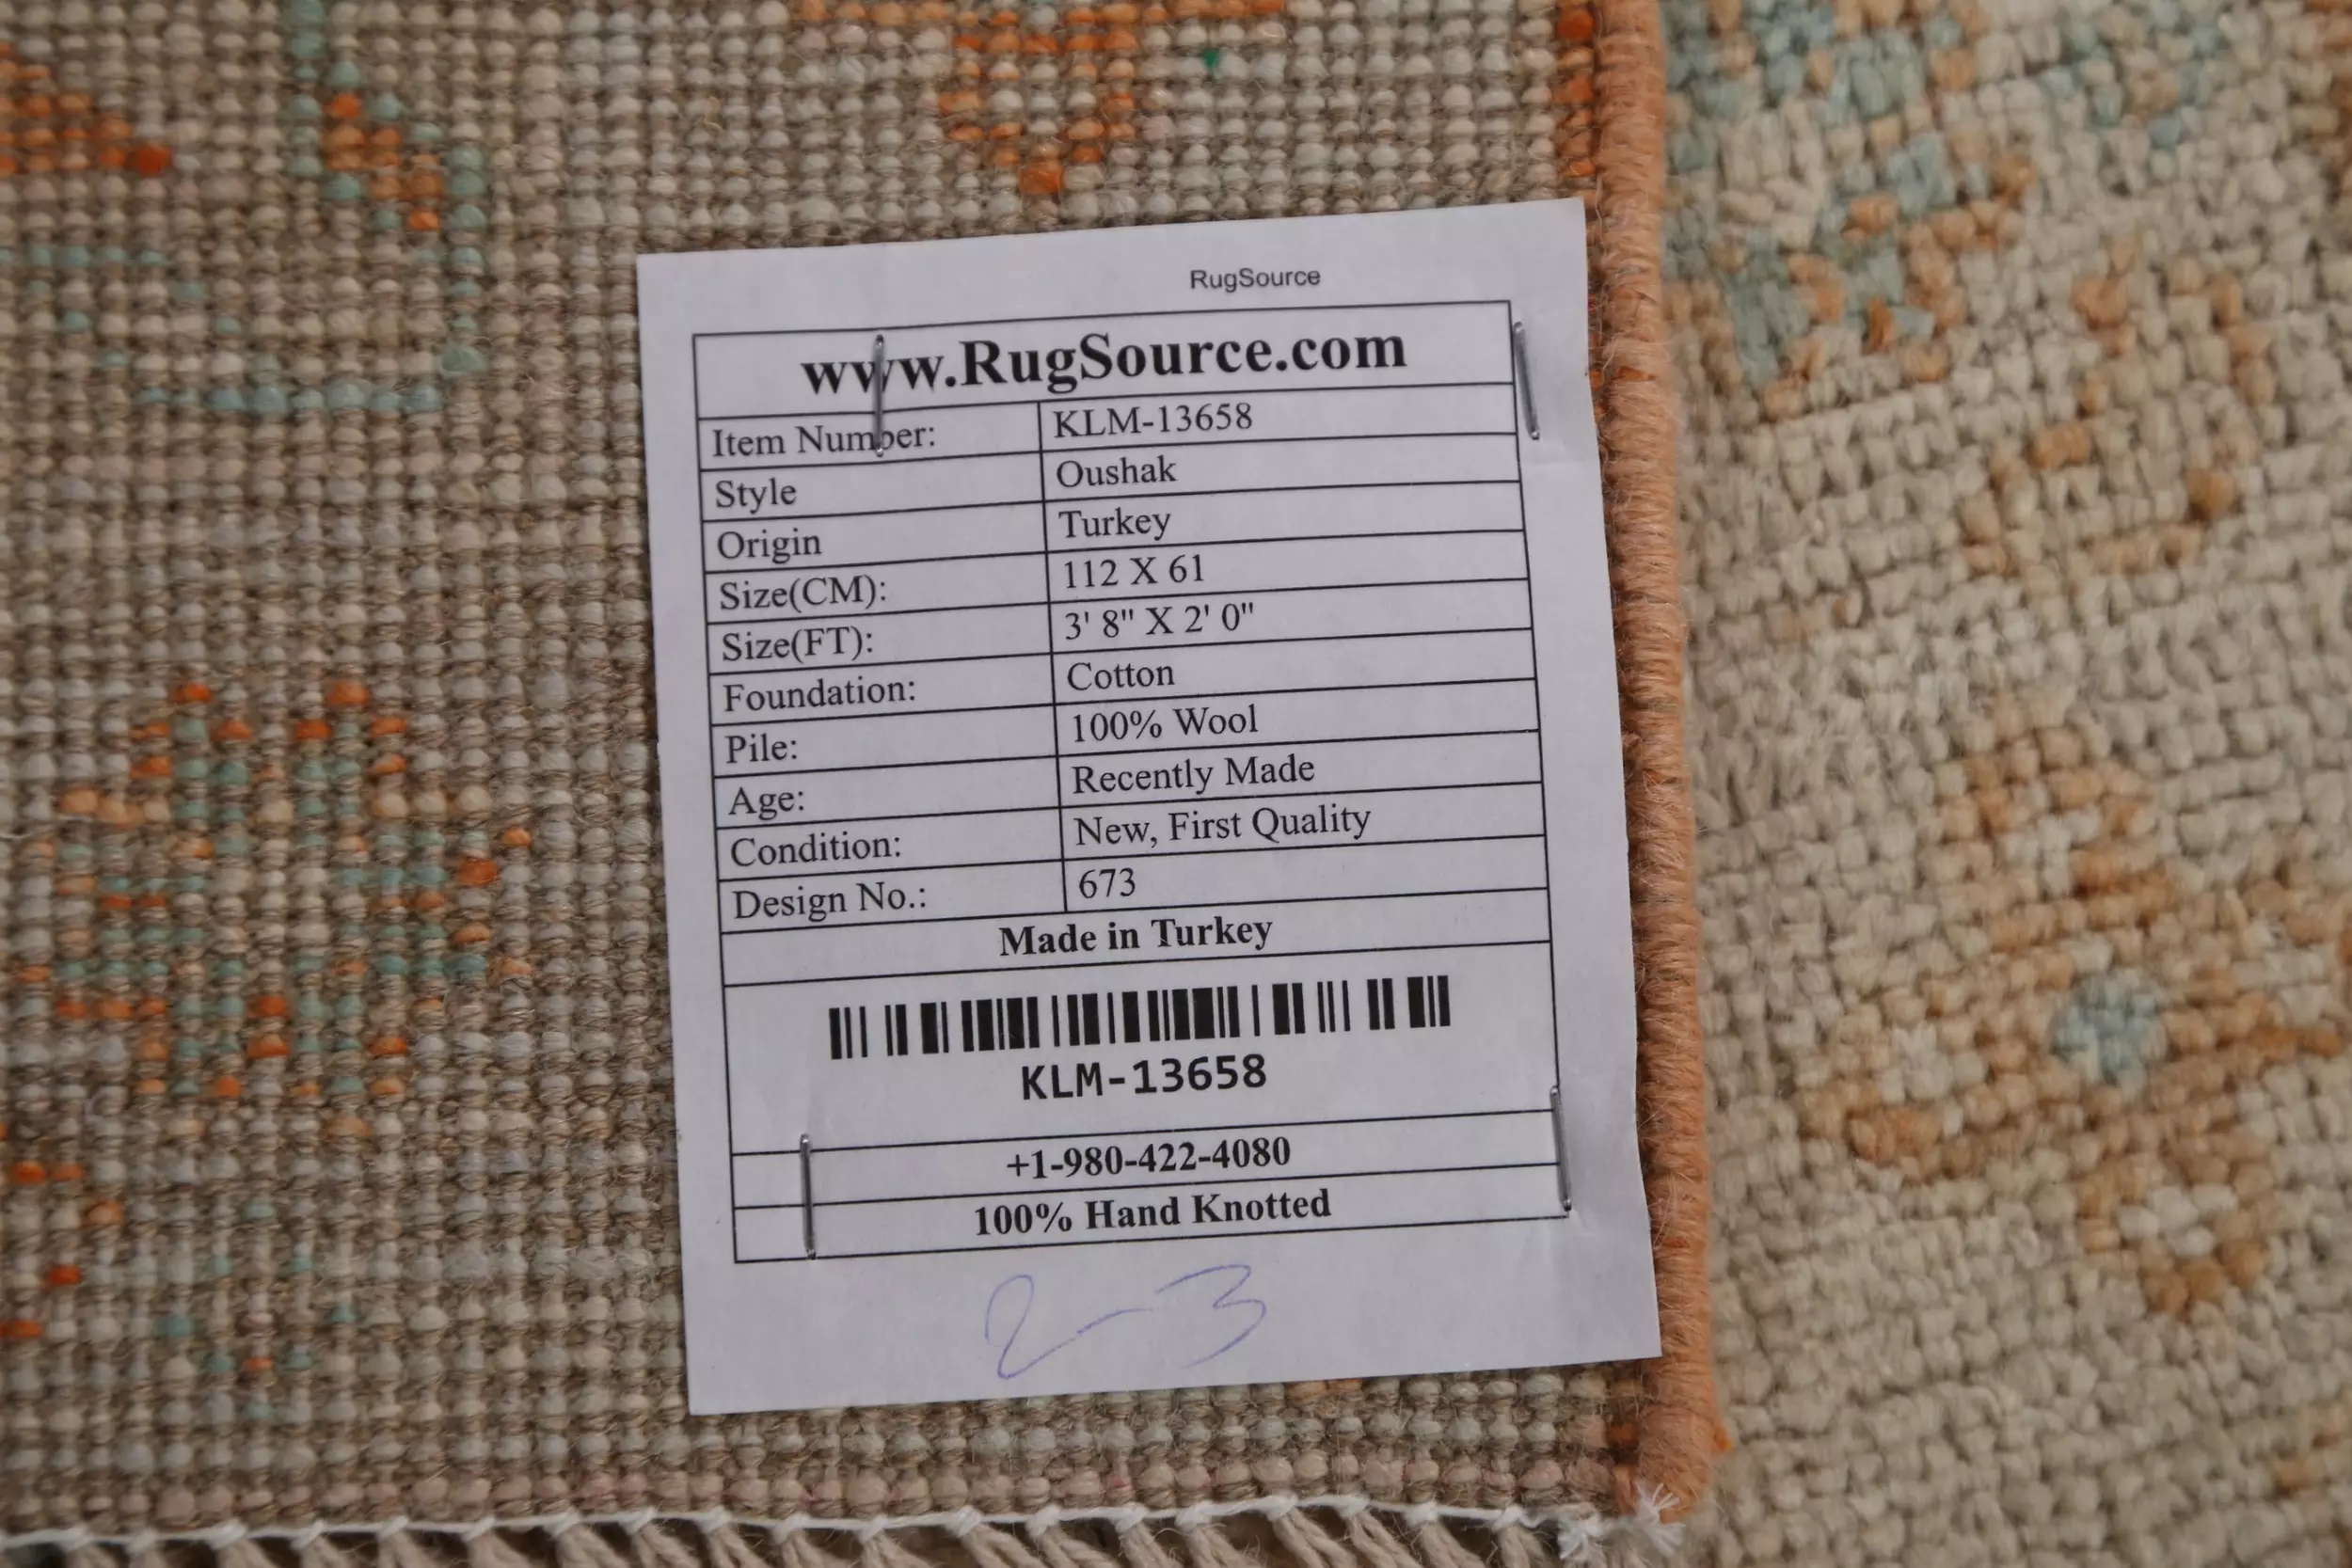 RugSource
www.RugSource.com
Item Number: KLM-13658
Style Oushak
Origin Turkey
Size(CM): 112 X 61
Size(FT): 3' 8" X 2' 0"
Foundation: Cotton
Pile: 100% Wool
Age: Recently Made
Condition: New, First Quality
Design No.: 673
Made in Turkey
KLM-13658
+1-980-422-4080
100% Hand Knotted
2-3